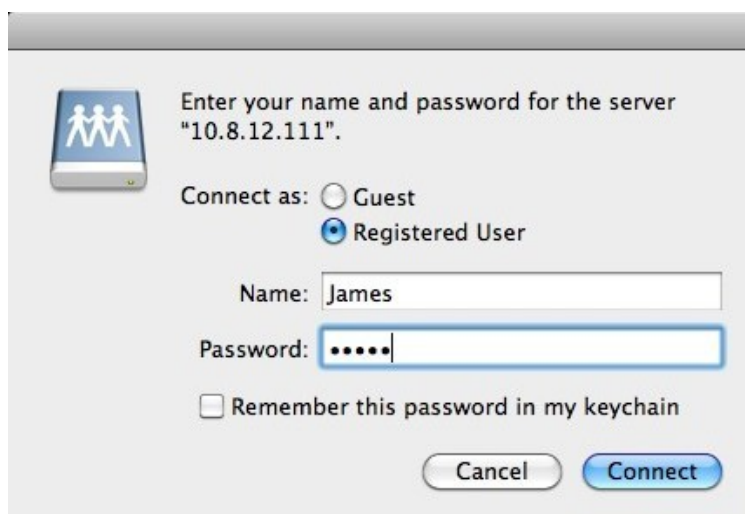 Enter your name and password for the server
“10.8.12.111”.
Connect as: Guest
Registered User
Name: James
Password: •••••
Remember this password in my keychain
Cancel Connect